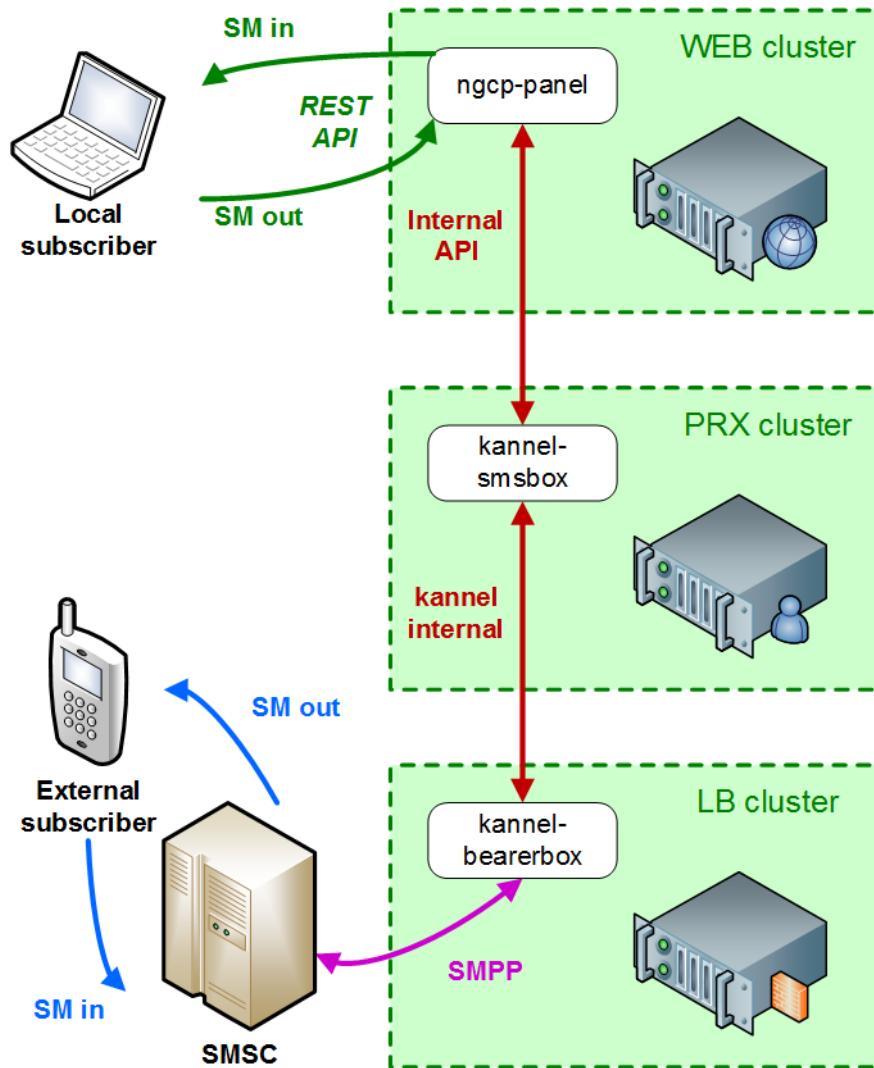 SM in
WEB cluster
ngcp-panel
REST
API
Local
subscriber
SM out
Internal
API
PRX cluster
kannel-
smsbox
kannel
internal
SM out
External
subscriber
LB cluster
kannel-
bearerbox
SMPP
SM in
SMSC